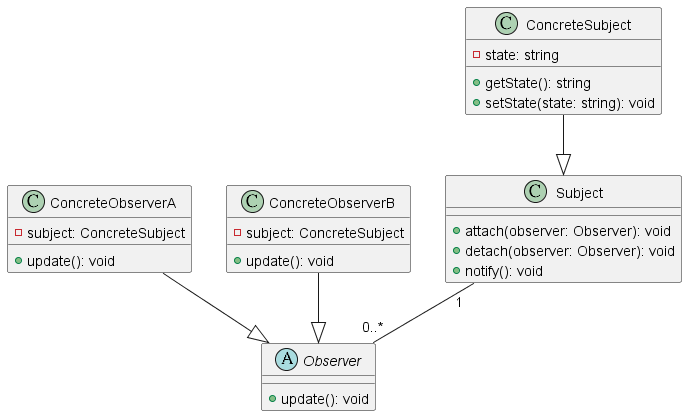 C ConcreteSubject
state: string
getState(): string
setState(state: string): void
C ConcreteObserverA
subject: ConcreteSubject
update(): void
C ConcreteObserverB
subject: ConcreteSubject
update(): void
C Subject
attach(observer: Observer): void
detach(observer: Observer): void
notify(): void
1
0..*
A Observer
update(): void